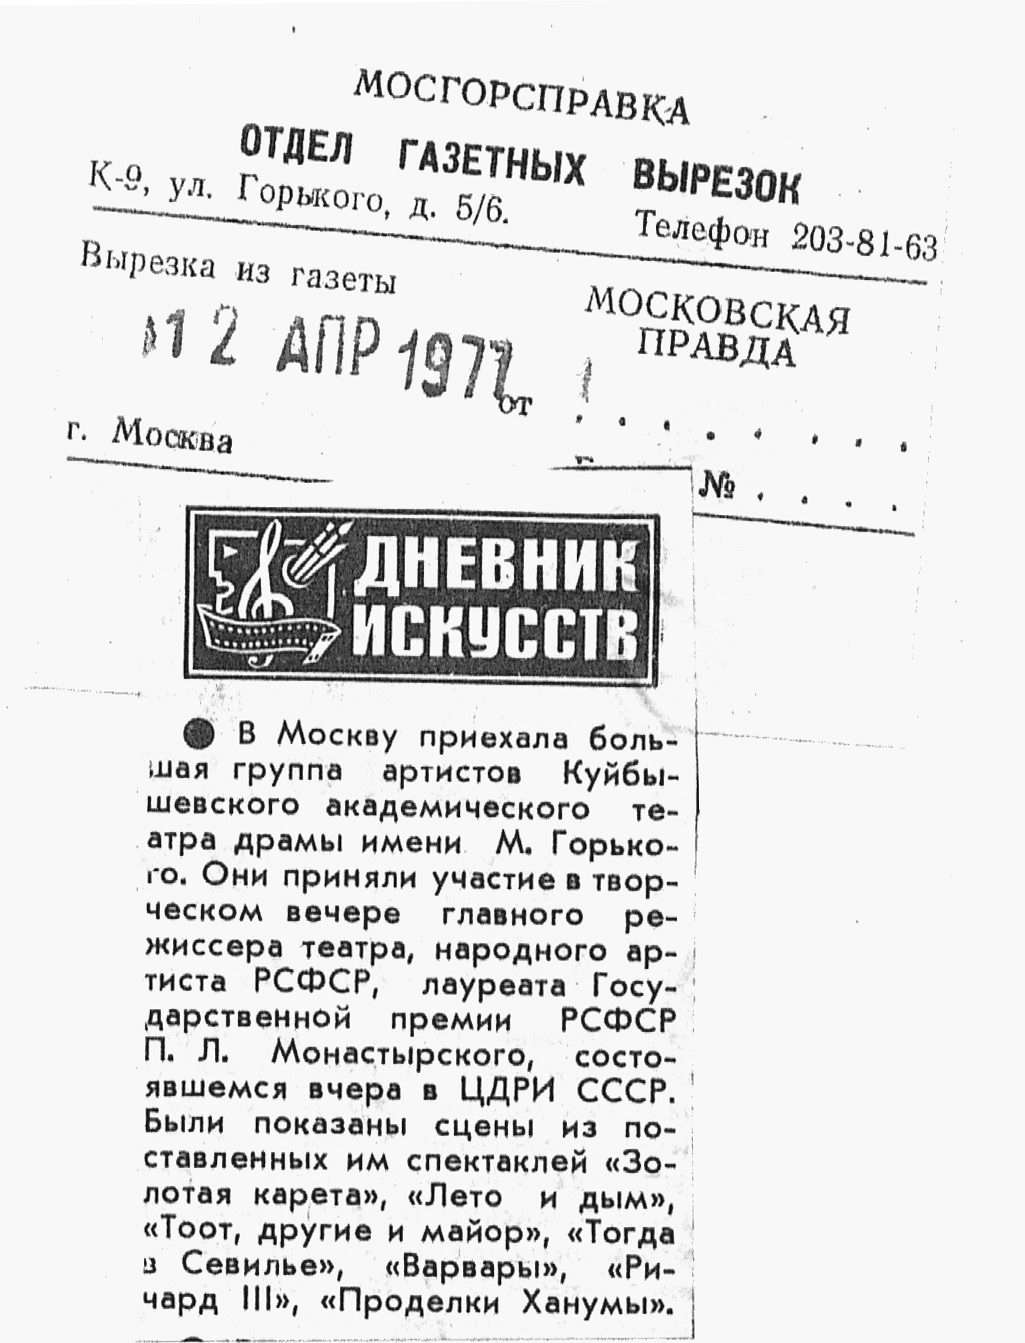 МОСГОРСПРАВКА
ОТДЕЛ ГАЗЕТНЫХ ВЫРЕЗОК
К-9, ул. Горького, д. 5/6. Телефон 203-81-63
Вырезка из газеты
МОСКОВСКАЯ
ПРАВДА
12 АПР 1977
от . . . . . . . .
г. Москва
№ . . . .
ДНЕВНИК
ИСКУССТВ
● В Москву приехала боль-
шая группа артистов Куйбы-
шевского академического те-
атра драмы имени М. Горько-
го. Они приняли участие в твор-
ческом вечере главного ре-
жиссера театра, народного ар-
тиста РСФСР, лауреата Госу-
дарственной премии РСФСР
П. Л. Монастырского, состо-
явшемся вчера в ЦДРИ СССР.
Были показаны сцены из по-
ставленных им спектаклей «Зо-
лотая карета», «Лето и дым»,
«Тоот, другие и майор», «Тогда
в Севилье», «Варвары», «Ри-
чард III», «Проделки Ханумы».